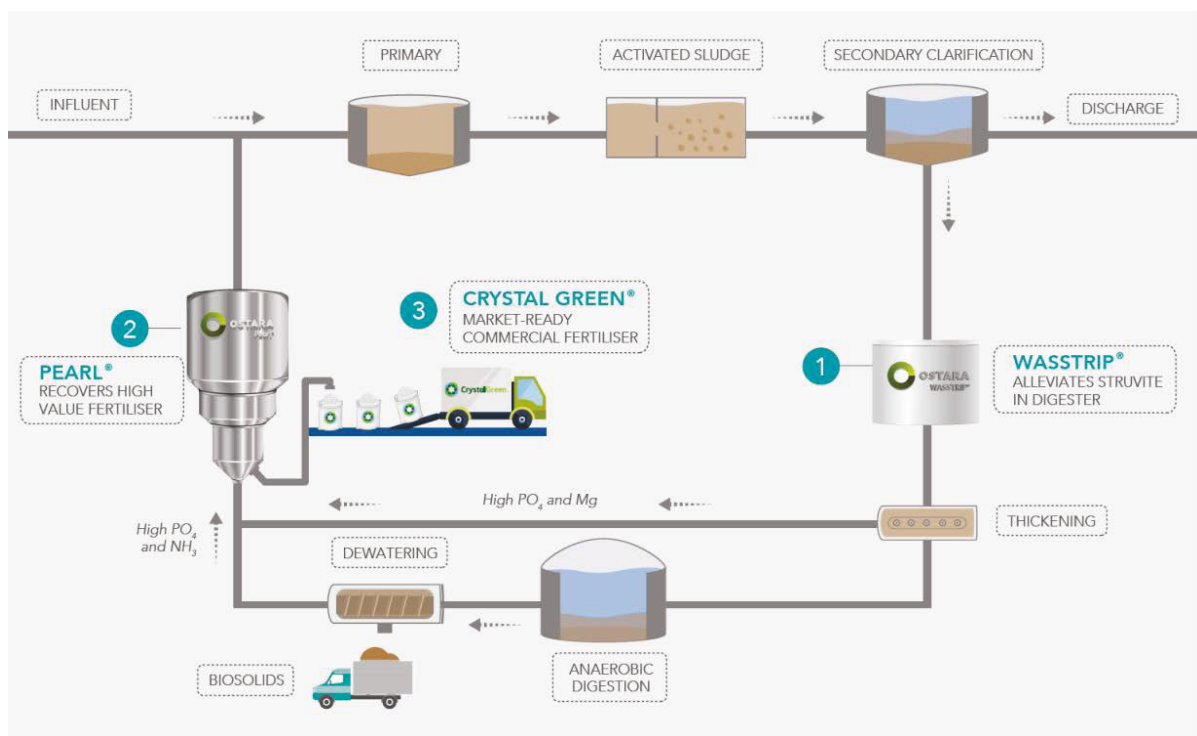 PRIMARY
ACTIVATED SLUDGE
SECONDARY CLARIFICATION
INFLUENT
DISCHARGE
2
OSTARA
PEARL®
RECOVERS HIGH
VALUE FERTILISER
3
CRYSTAL GREEN®
MARKET-READY
COMMERCIAL FERTILISER
CrystalGreen
1
OSTARA
WASSTRIP
WASSTRIP®
ALLEVIATES STRUVITE
IN DIGESTER
High PO₄ and Mg
THICKENING
High PO₄
and NH₃
DEWATERING
BIOSOLIDS
ANAEROBIC
DIGESTION